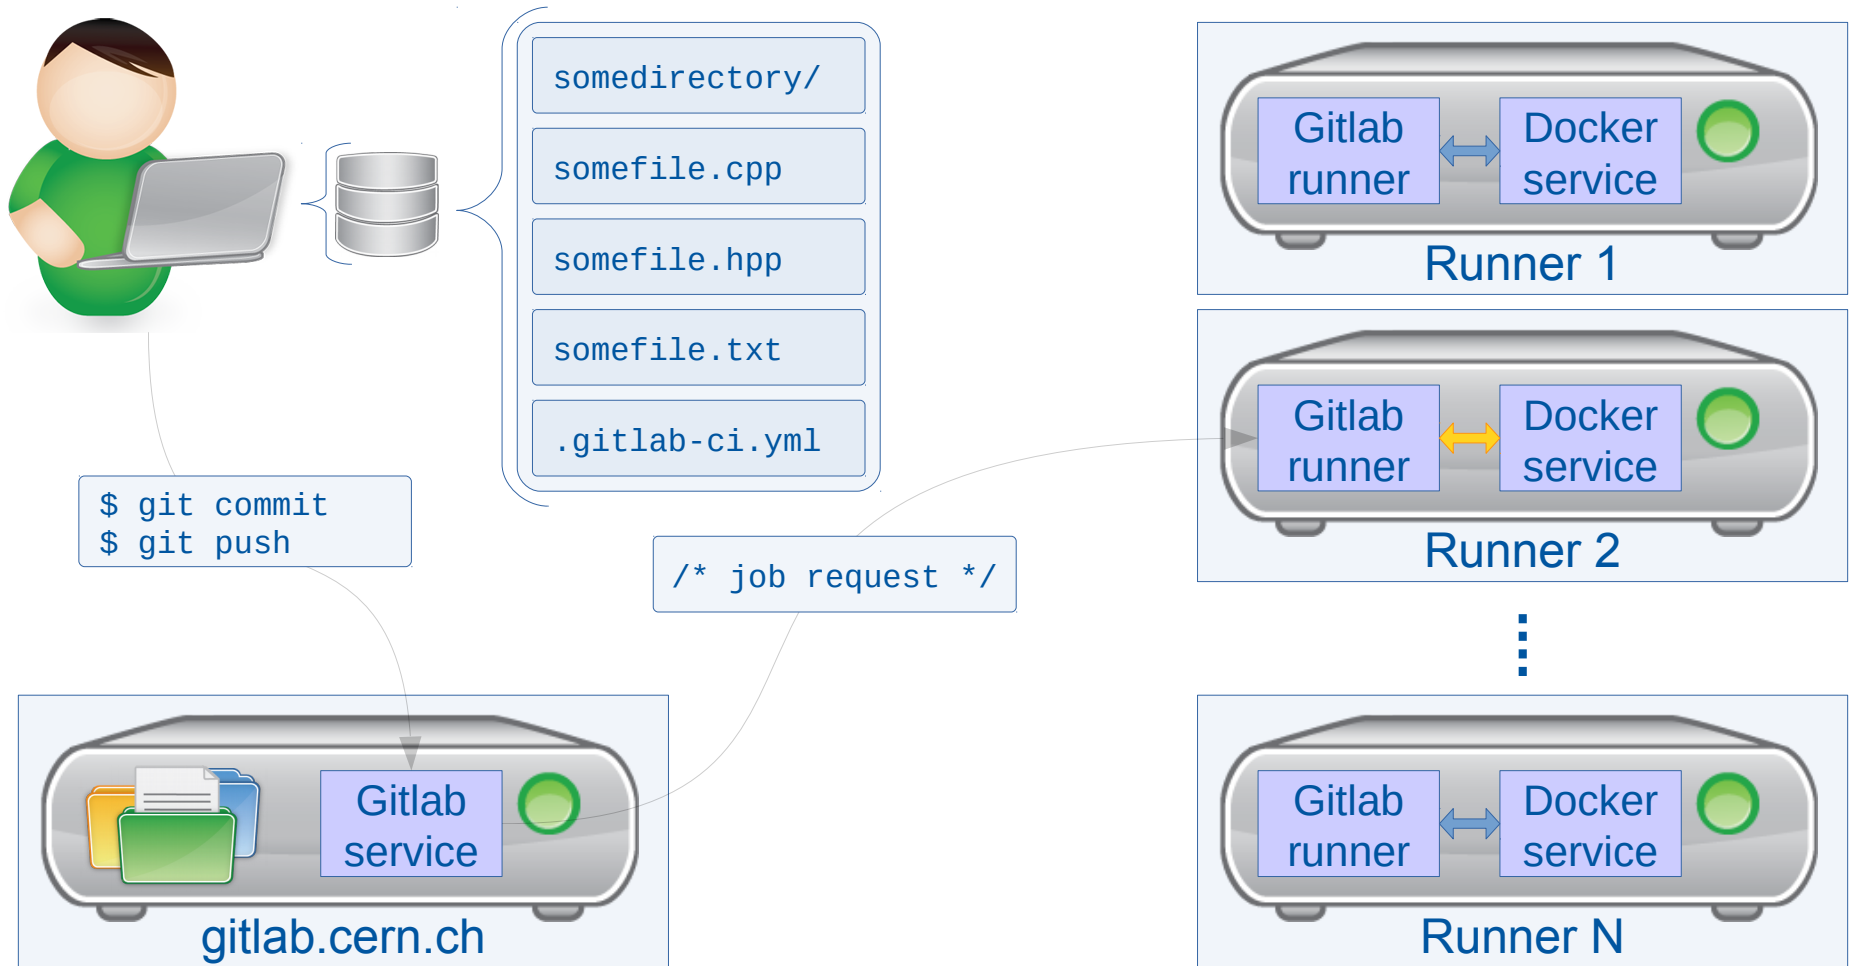 somedirectory/
somefile.cpp
somefile.hpp
somefile.txt
.gitlab-ci.yml
$ git commit
$ git push
/* job request */
Gitlab
service
gitlab.cern.ch
Gitlab
runner
Docker
service
Runner 1
Gitlab
runner
Docker
service
Runner 2
Gitlab
runner
Docker
service
Runner N